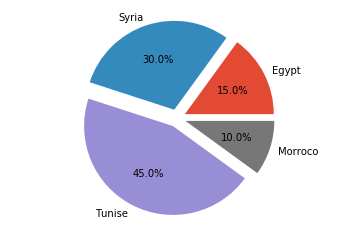 Syria
30.0%
Egypt
15.0%
10.0%
Morroco
45.0%
Tunise